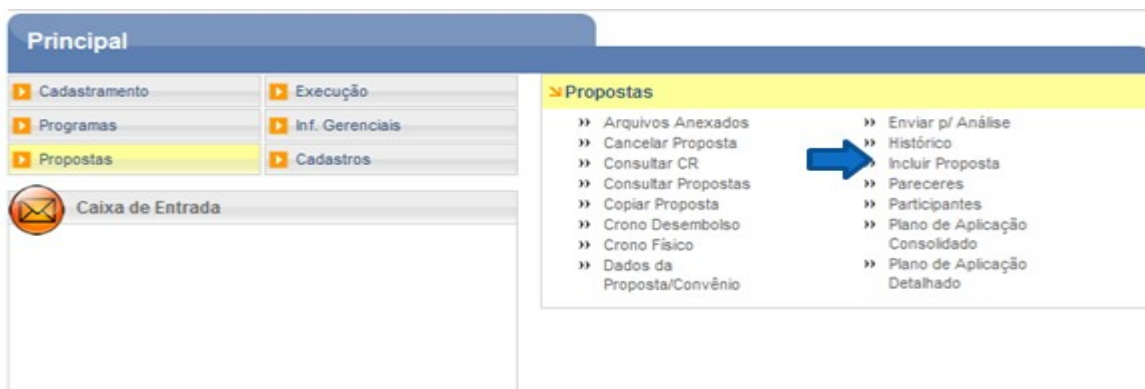 Principal
Cadastramento
Execução
Programas
Inf. Gerenciais
Propostas
Cadastros
Caixa de Entrada
Propostas
Arquivos Anexados
Cancelar Proposta
Consultar CR
Consultar Propostas
Copiar Proposta
Crono Desembolso
Crono Físico
Dados da
Proposta/Convênio
Enviar p/ Análise
Histórico
Incluir Proposta
Pareceres
Participantes
Plano de Aplicação
Consolidado
Plano de Aplicação
Detalhado